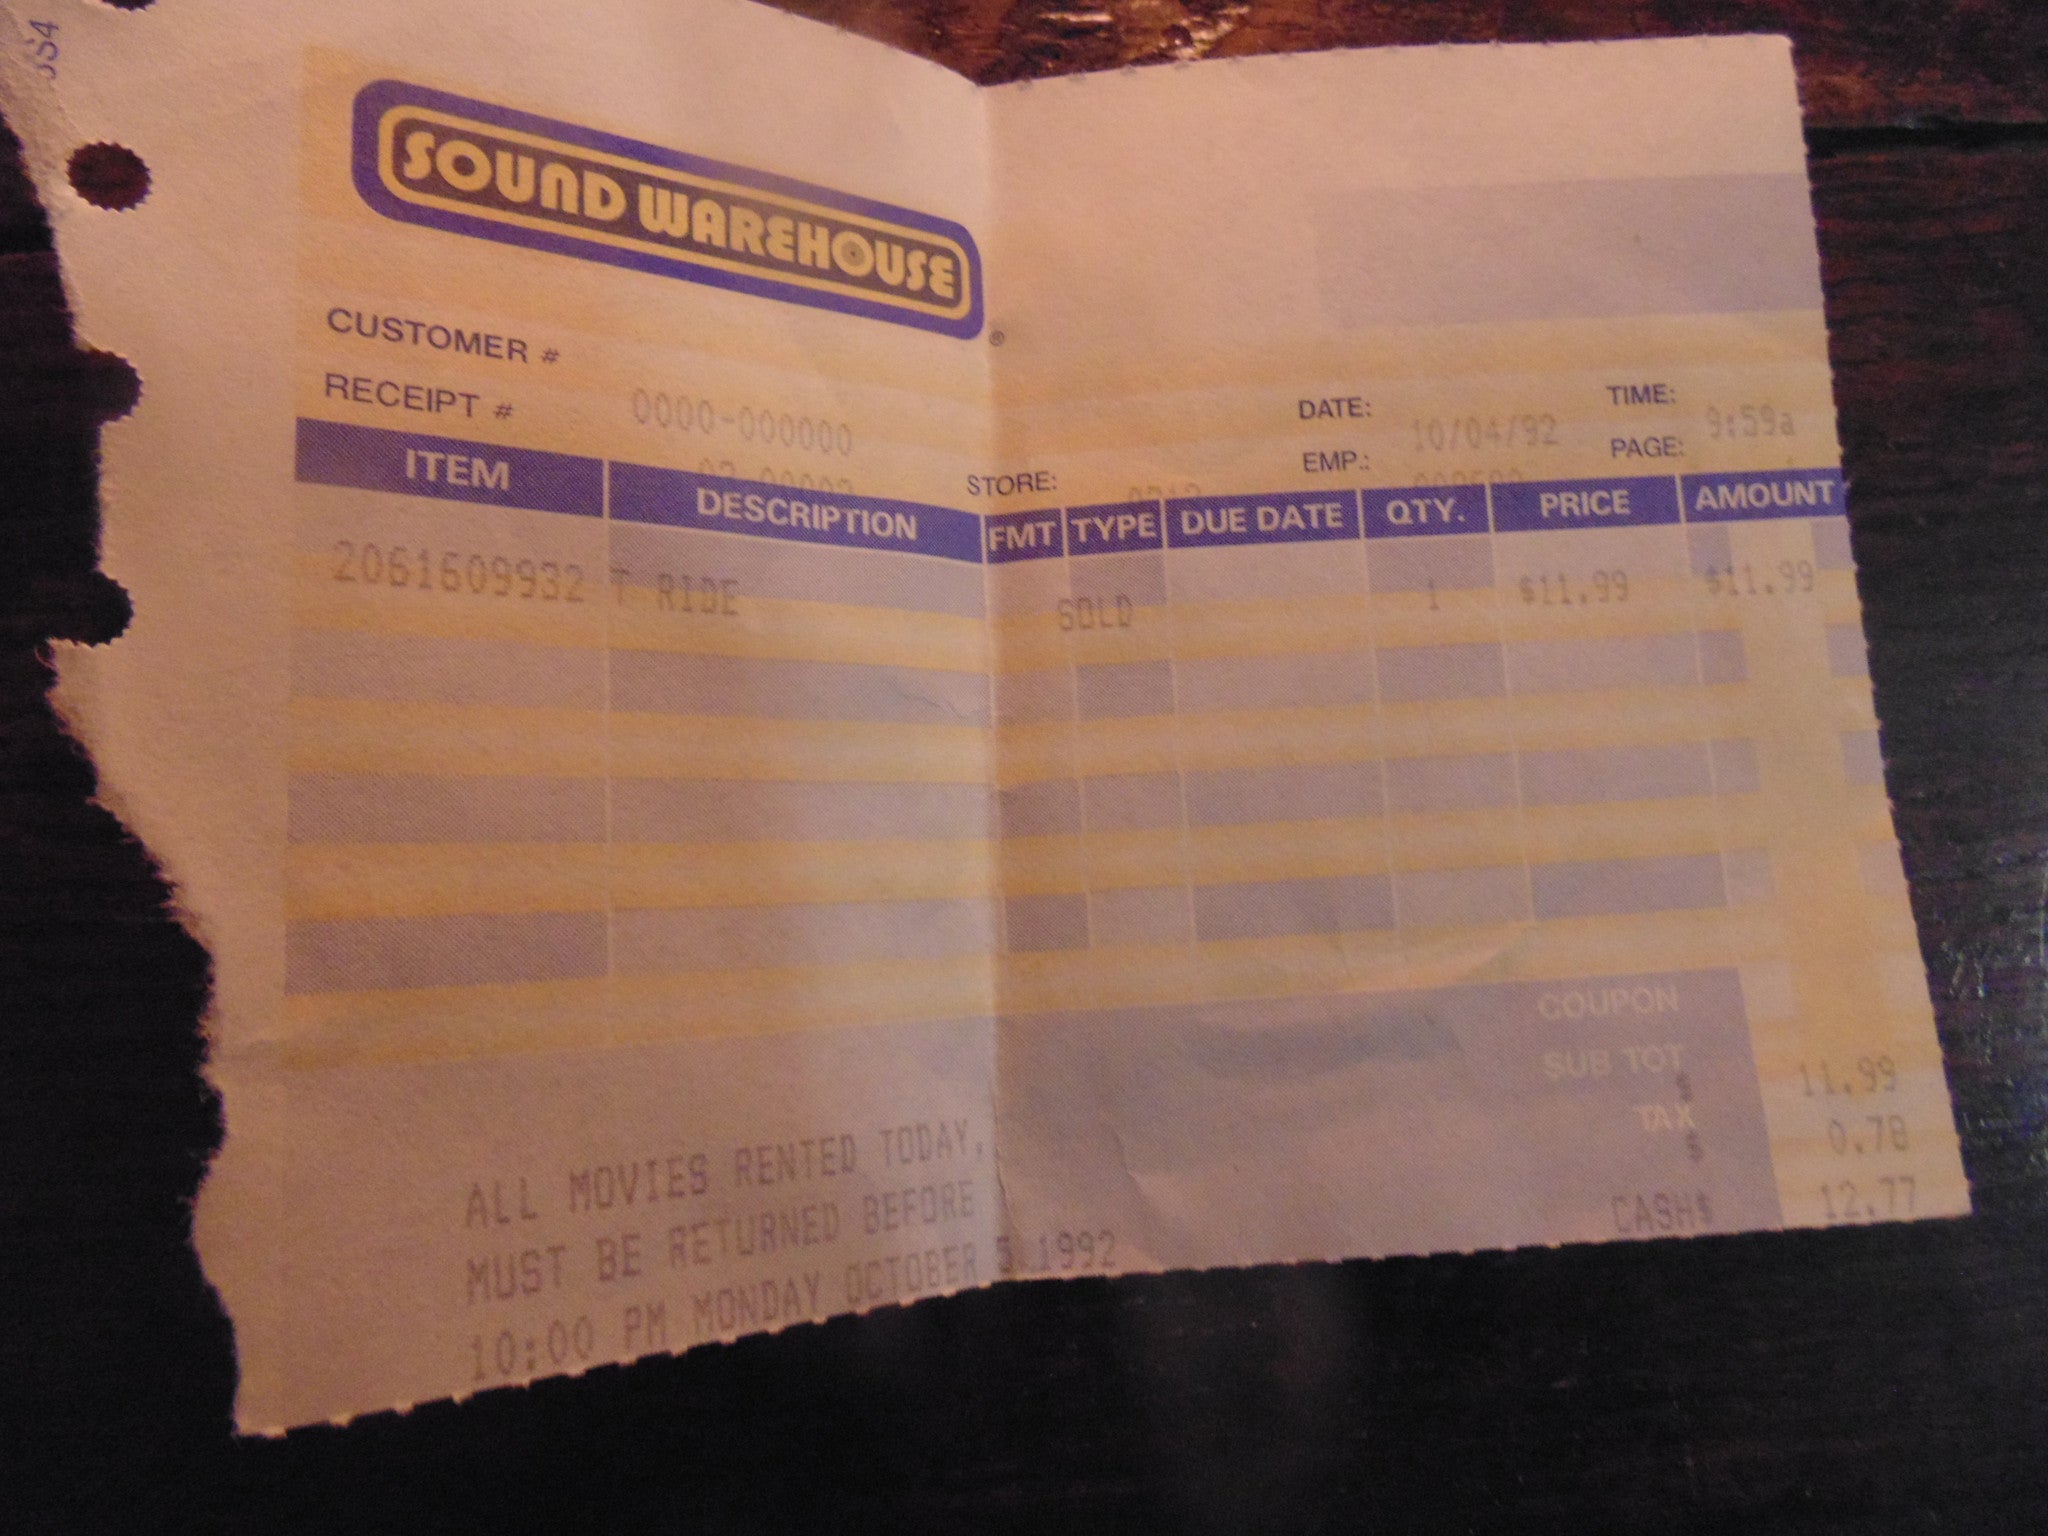 SOUND WAREHOUSE ®
CUSTOMER # 0000-000000 DATE: 10/04/92 TIME: 9:59a
RECEIPT # STORE: EMP.: PAGE:
ITEM DESCRIPTION FMT TYPE DUE DATE QTY. PRICE AMOUNT
2061609932 T RIDE SOLD 1 $11.99 $11.99
COUPON
SUB TOT $ 11.99
TAX $ 0.78
CASH$ 12.77
ALL MOVIES RENTED TODAY,
MUST BE RETURNED BEFORE
10:00 PM MONDAY OCTOBER 5 1992